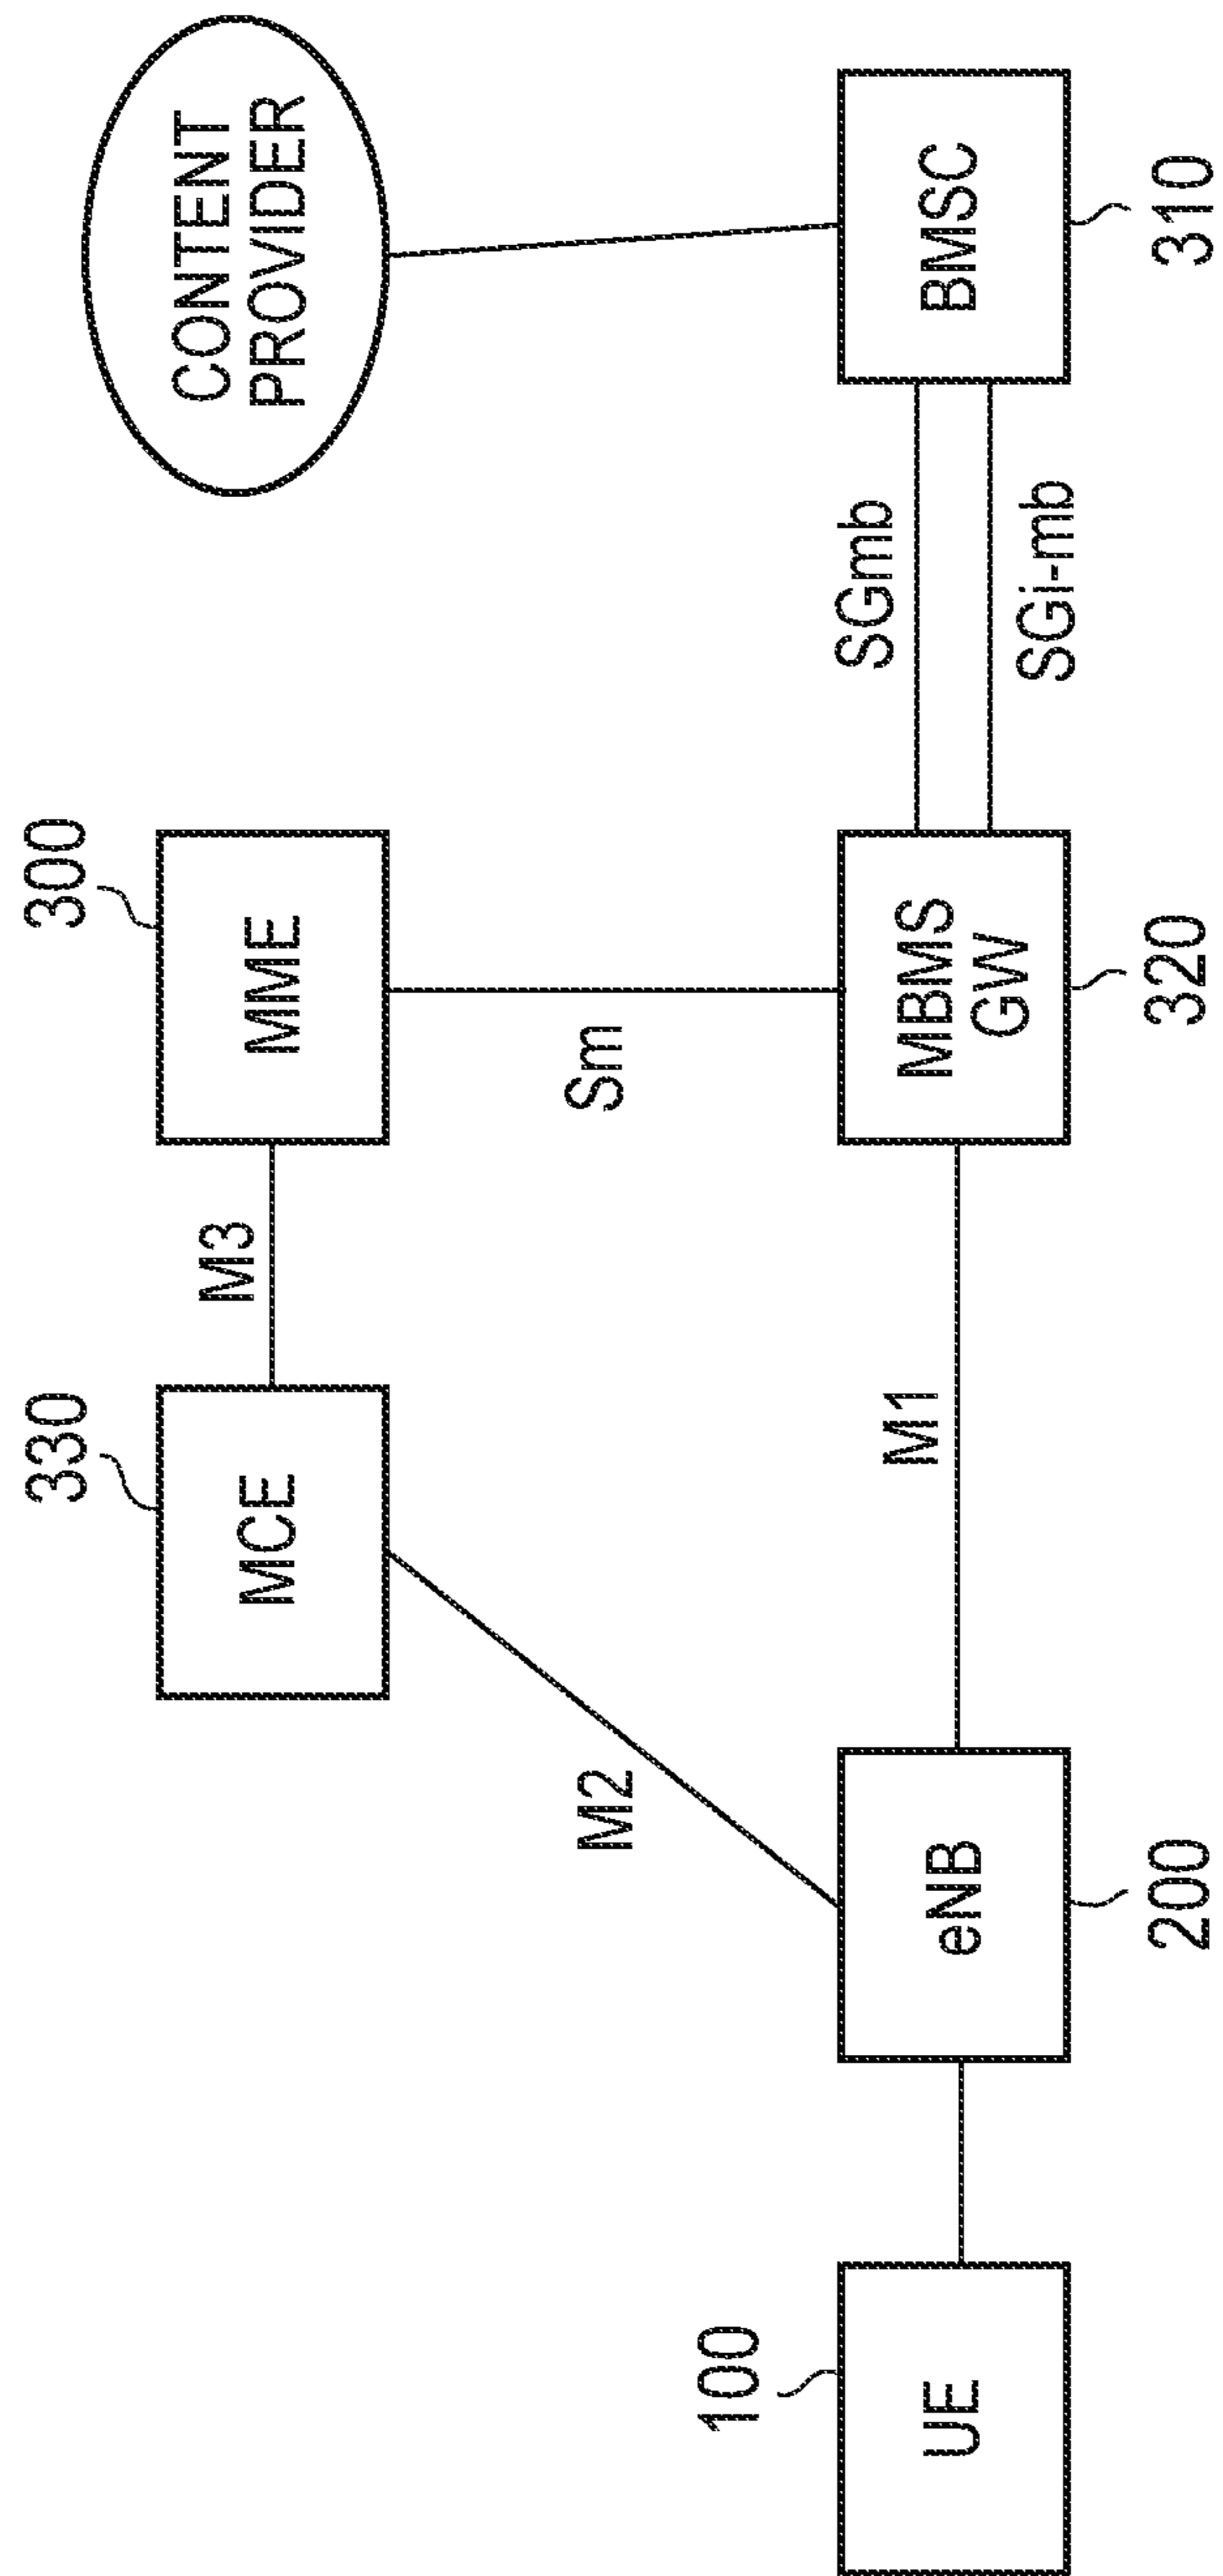 CONTENT
PROVIDER
330
300
MCE
M3
MME
M2
Sm
SGmb
100
UE
eNB
M1
MBMS
GW
SGi-mb
BMSC
200
320
310